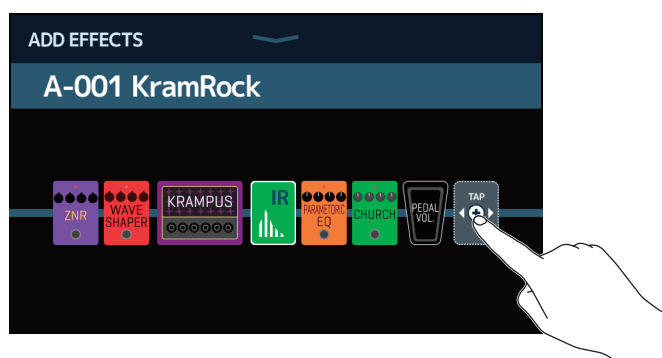 ADD EFFECTS
A-001 KramRock
ZNR
WAVE
SHAPER
KRAMPUS
IR
PARAMETORIC
EQ
CHURCH
PEDAL
VOL.
TAP